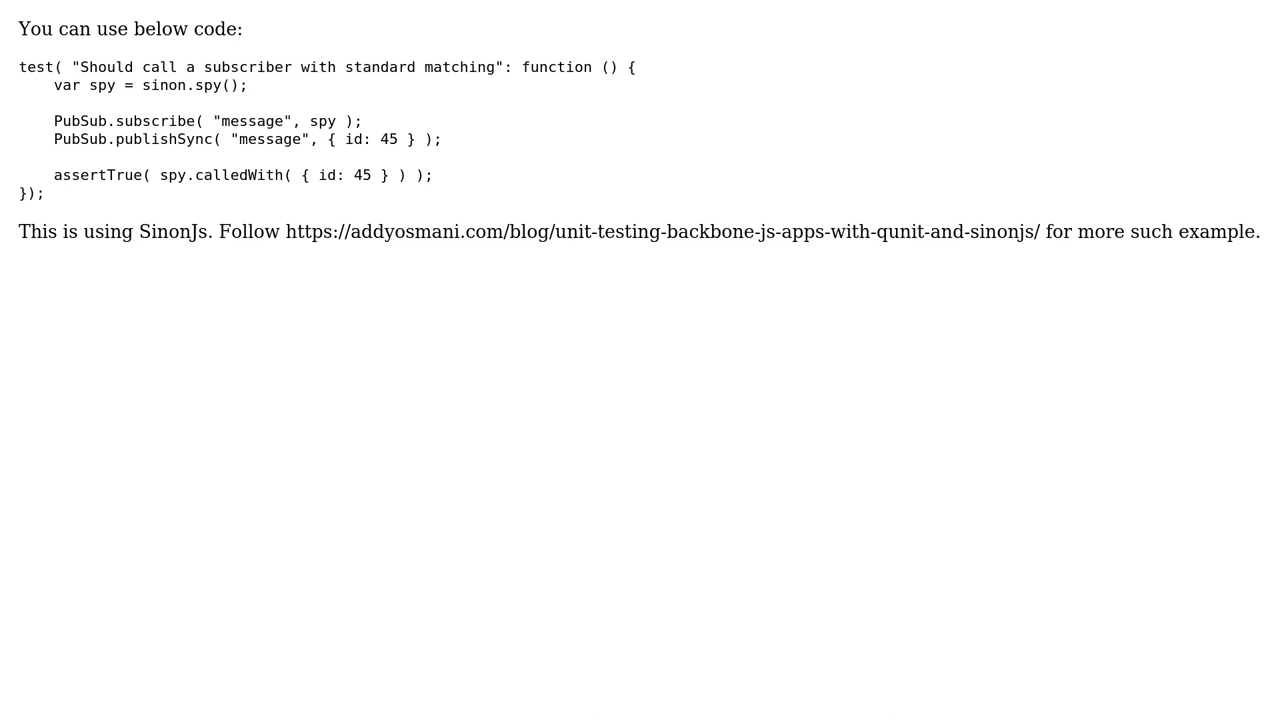 You can use below code:
test( "Should call a subscriber with standard matching": function () {
    var spy = sinon.spy();
    PubSub.subscribe( "message", spy );
    PubSub.publishSync( "message", { id: 45 } );
    assertTrue( spy.calledWith( { id: 45 } ) );
});
This is using SinonJs. Follow https://addyosmani.com/blog/unit-testing-backbone-js-apps-with-qunit-and-sinonjs/ for more such example.